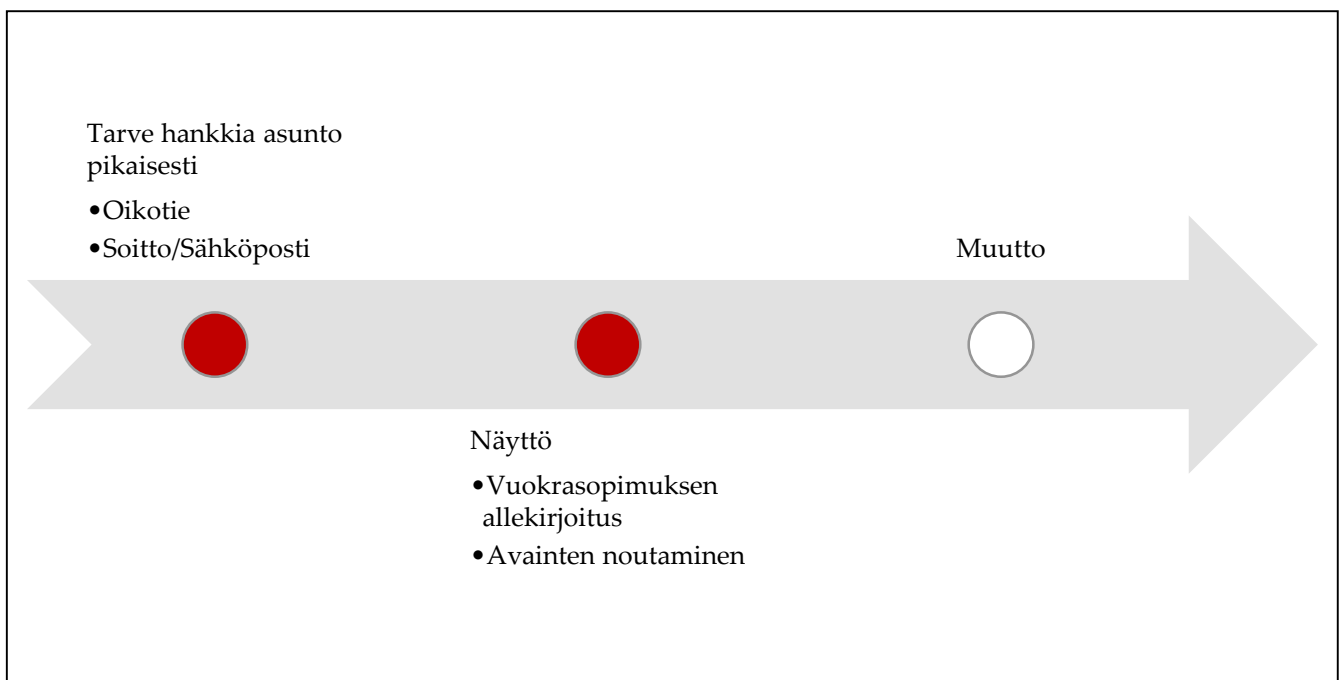 Tarve hankkia asunto
pikaisesti
•Oikotie
•Soitto/Sähköposti
Muutto
Näyttö
•Vuokrasopimuksen
allekirjoitus
•Avainten noutaminen